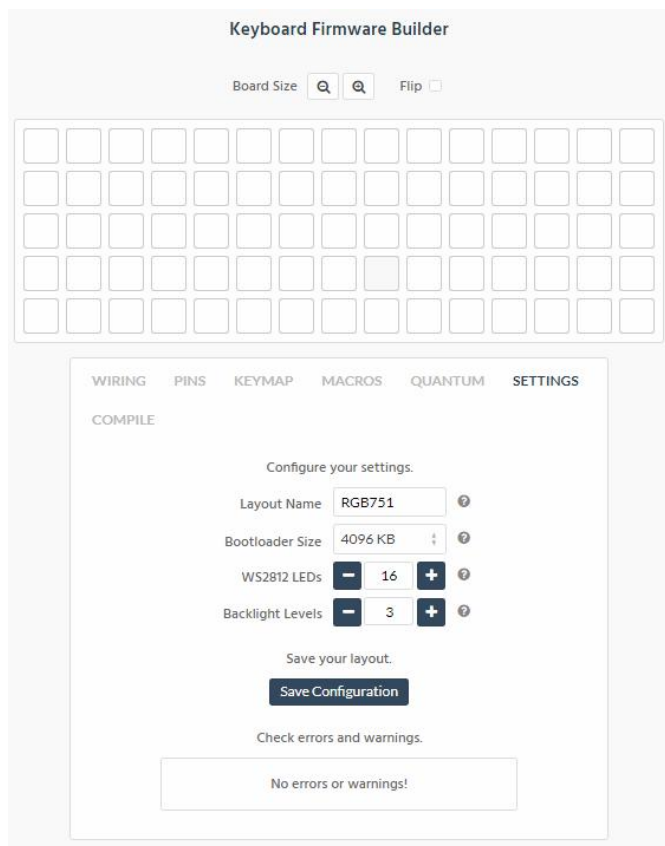 Keyboard Firmware Builder
Board Size Flip
WIRING PINS KEYMAP MACROS QUANTUM SETTINGS
COMPILE
Configure your settings.
Layout Name RGB751 ?
Bootloader Size 4096 KB ?
WS2812 LEDs − 16 + ?
Backlight Levels − 3 + ?
Save your layout.
Save Configuration
Check errors and warnings.
No errors or warnings!